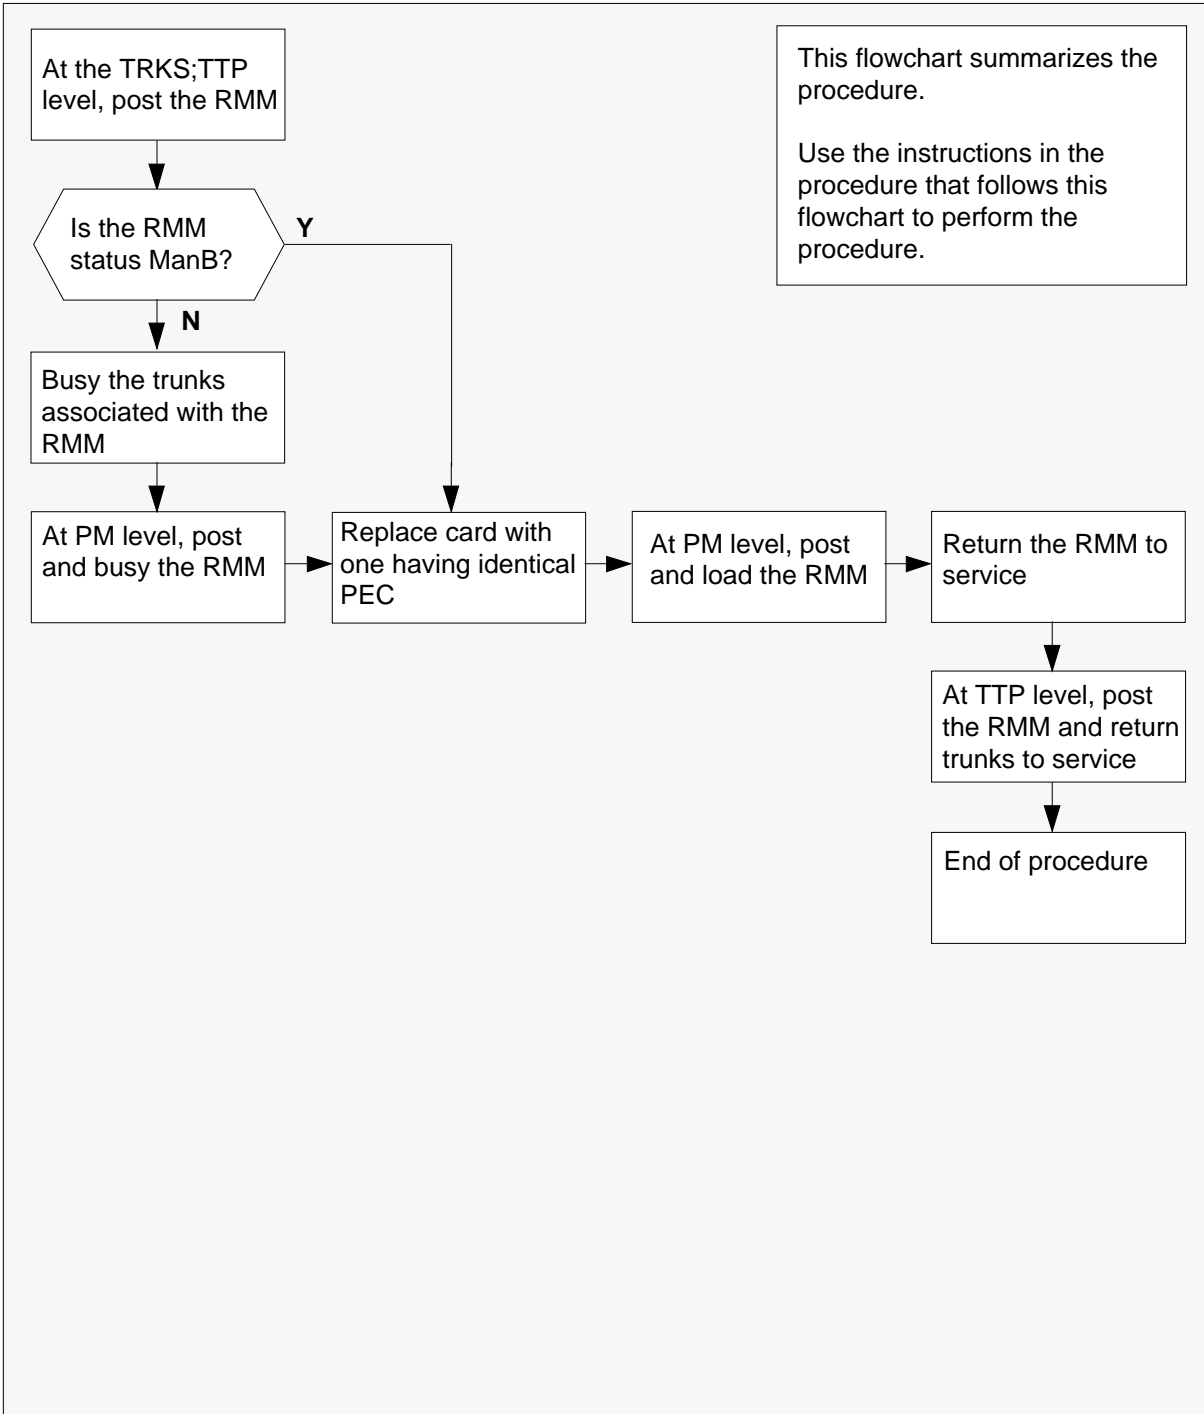 At the TRKS;TTP
level, post the RMM
This flowchart summarizes the
procedure.
Use the instructions in the
procedure that follows this
flowchart to perform the
procedure.
Is the RMM
status ManB?
Y
N
Busy the trunks
associated with the
RMM
At PM level, post
and busy the RMM
Replace card with
one having identical
PEC
At PM level, post
and load the RMM
Return the RMM to
service
At TTP level, post
the RMM and return
trunks to service
End of procedure